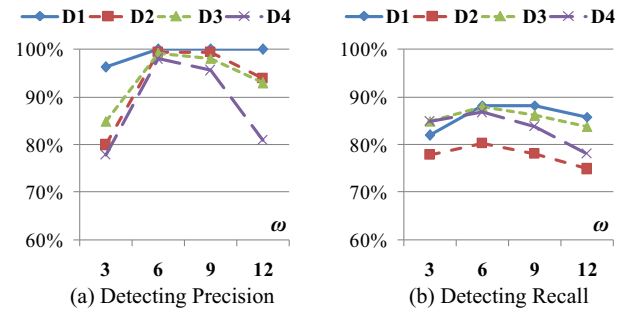 D1 D2 D3 D4
100%
90%
80%
70%
60%
ω
3 6 9 12
(a) Detecting Precision
D1 D2 D3 D4
100%
90%
80%
70%
60%
ω
3 6 9 12
(b) Detecting Recall